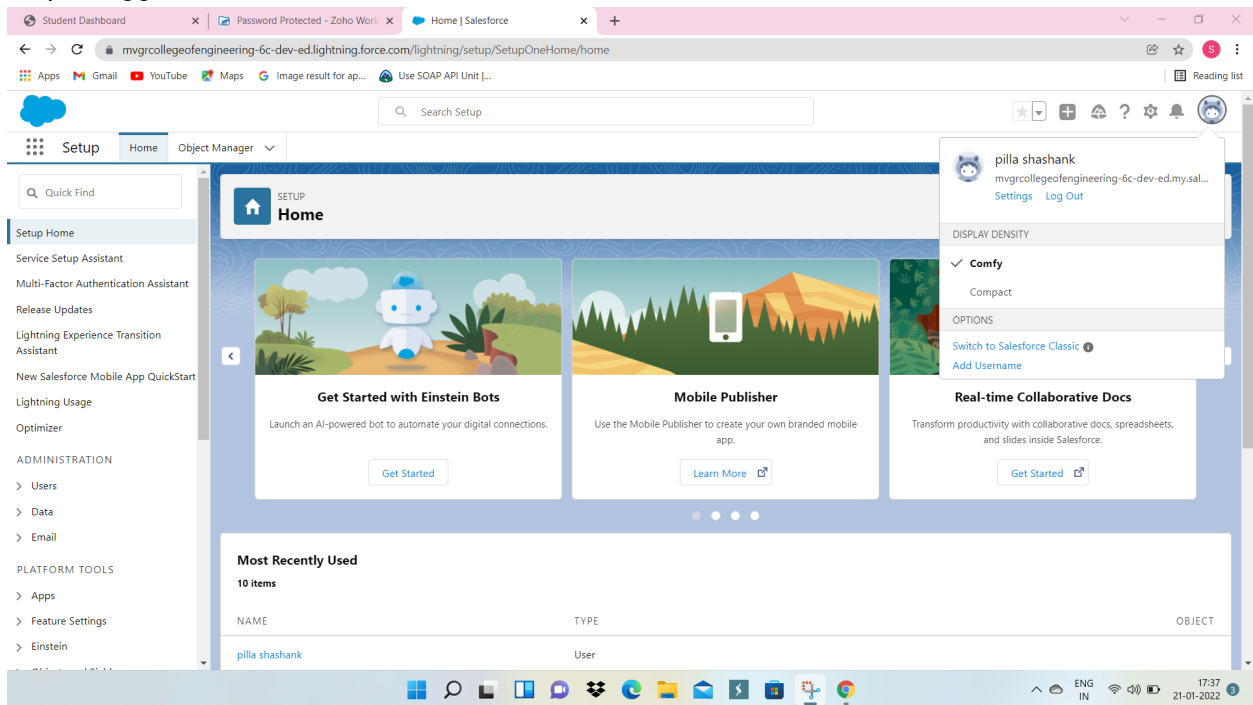 Student Dashboard
Password Protected - Zoho Work
Home | Salesforce
mvgrcollegeofengineering-6c-dev-ed.lightning.force.com/lightning/setup/SetupOneHome/home
S
Apps
Gmail
YouTube
Maps
Image result for ap...
Use SOAP API Unit |...
Reading list
Search Setup
Setup
Home
Object Manager
Quick Find
Setup Home
Service Setup Assistant
Multi-Factor Authentication Assistant
Release Updates
Lightning Experience Transition
Assistant
New Salesforce Mobile App QuickStart
Lightning Usage
Optimizer
ADMINISTRATION
Users
Data
Email
PLATFORM TOOLS
Apps
Feature Settings
Einstein
SETUP
Home
pilla shashank
mvgrcollegeofengineering-6c-dev-ed.my.sal...
Settings Log Out
DISPLAY DENSITY
Comfy
Compact
OPTIONS
Switch to Salesforce Classic
Add Username
Get Started with Einstein Bots
Launch an AI-powered bot to automate your digital connections.
Get Started
Mobile Publisher
Use the Mobile Publisher to create your own branded mobile
app.
Learn More
Real-time Collaborative Docs
Transform productivity with collaborative docs, spreadsheets,
and slides inside Salesforce.
Get Started
Most Recently Used
10 items
NAME TYPE OBJECT
pilla shashank User
ENG
IN
17:37
21-01-2022
3